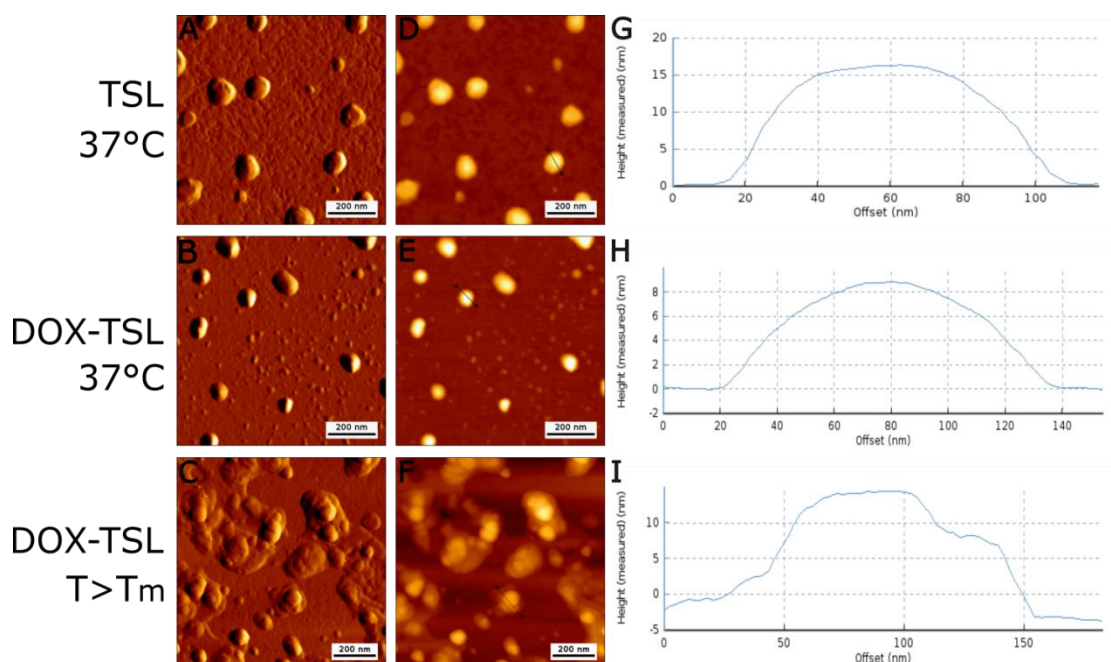 TSL
37°C
A
200 nm
D
200 nm
G
Height (measured) (nm)
20
15
10
5
0
0 20 40 60 80 100
Offset (nm)
DOX-TSL
37°C
B
200 nm
E
200 nm
H
Height (measured) (nm)
8
6
4
2
0
-2
0 20 40 60 80 100 120 140
Offset (nm)
DOX-TSL
T>Tm
C
200 nm
F
200 nm
I
Height (measured) (nm)
10
5
0
-5
0 50 100 150
Offset (nm)